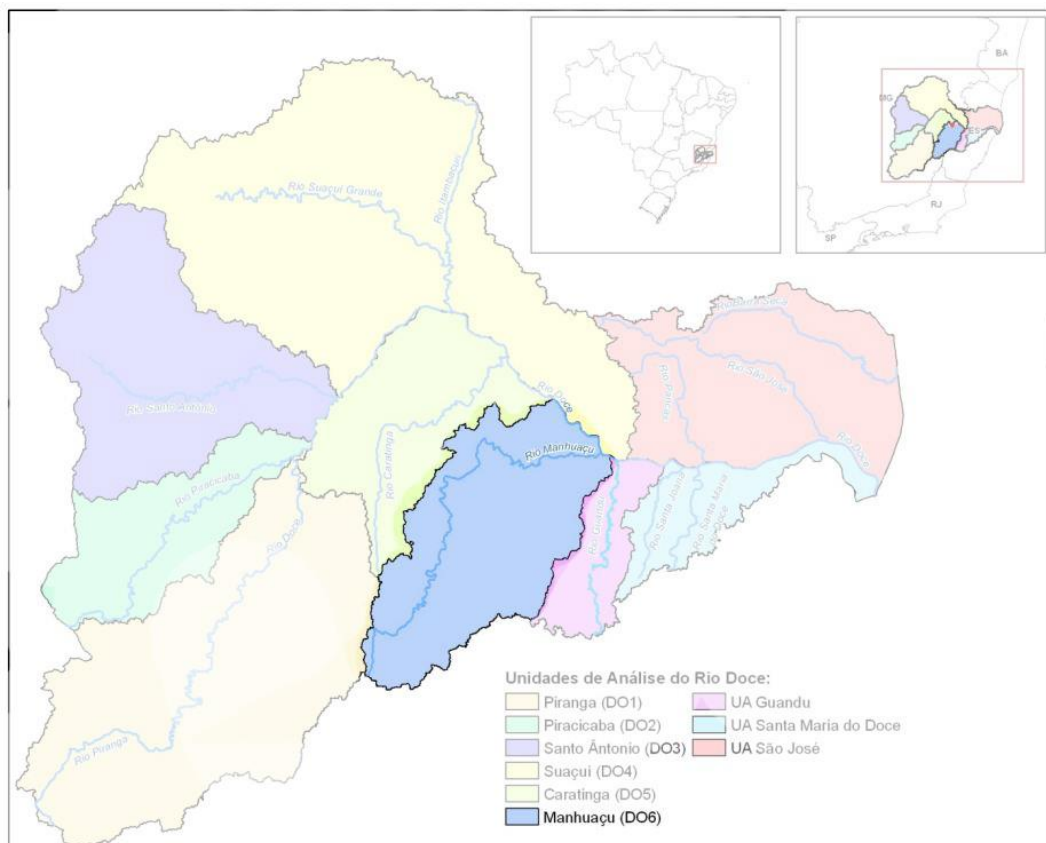 BA
MG
ES
RJ
SP
Rio Suaçuí Grande
Rio Itambacuri
Rio Santo Antônio
Rio Piracicaba
Rio Doce
Rio Caratinga
Rio Doce
Rio Manhuaçu
Rio Guandu
Rio Pancas
Rio São José
Rio Doce
Rio Santa Joana
Rio Santa Maria
do Doce
Rio Piranga
Unidades de Análise do Rio Doce:
Piranga (DO1)
Piracicaba (DO2)
Santo Ântonio (DO3)
Suaçui (DO4)
Caratinga (DO5)
Manhuaçu (DO6)
UA Guandu
UA Santa Maria do Doce
UA São José